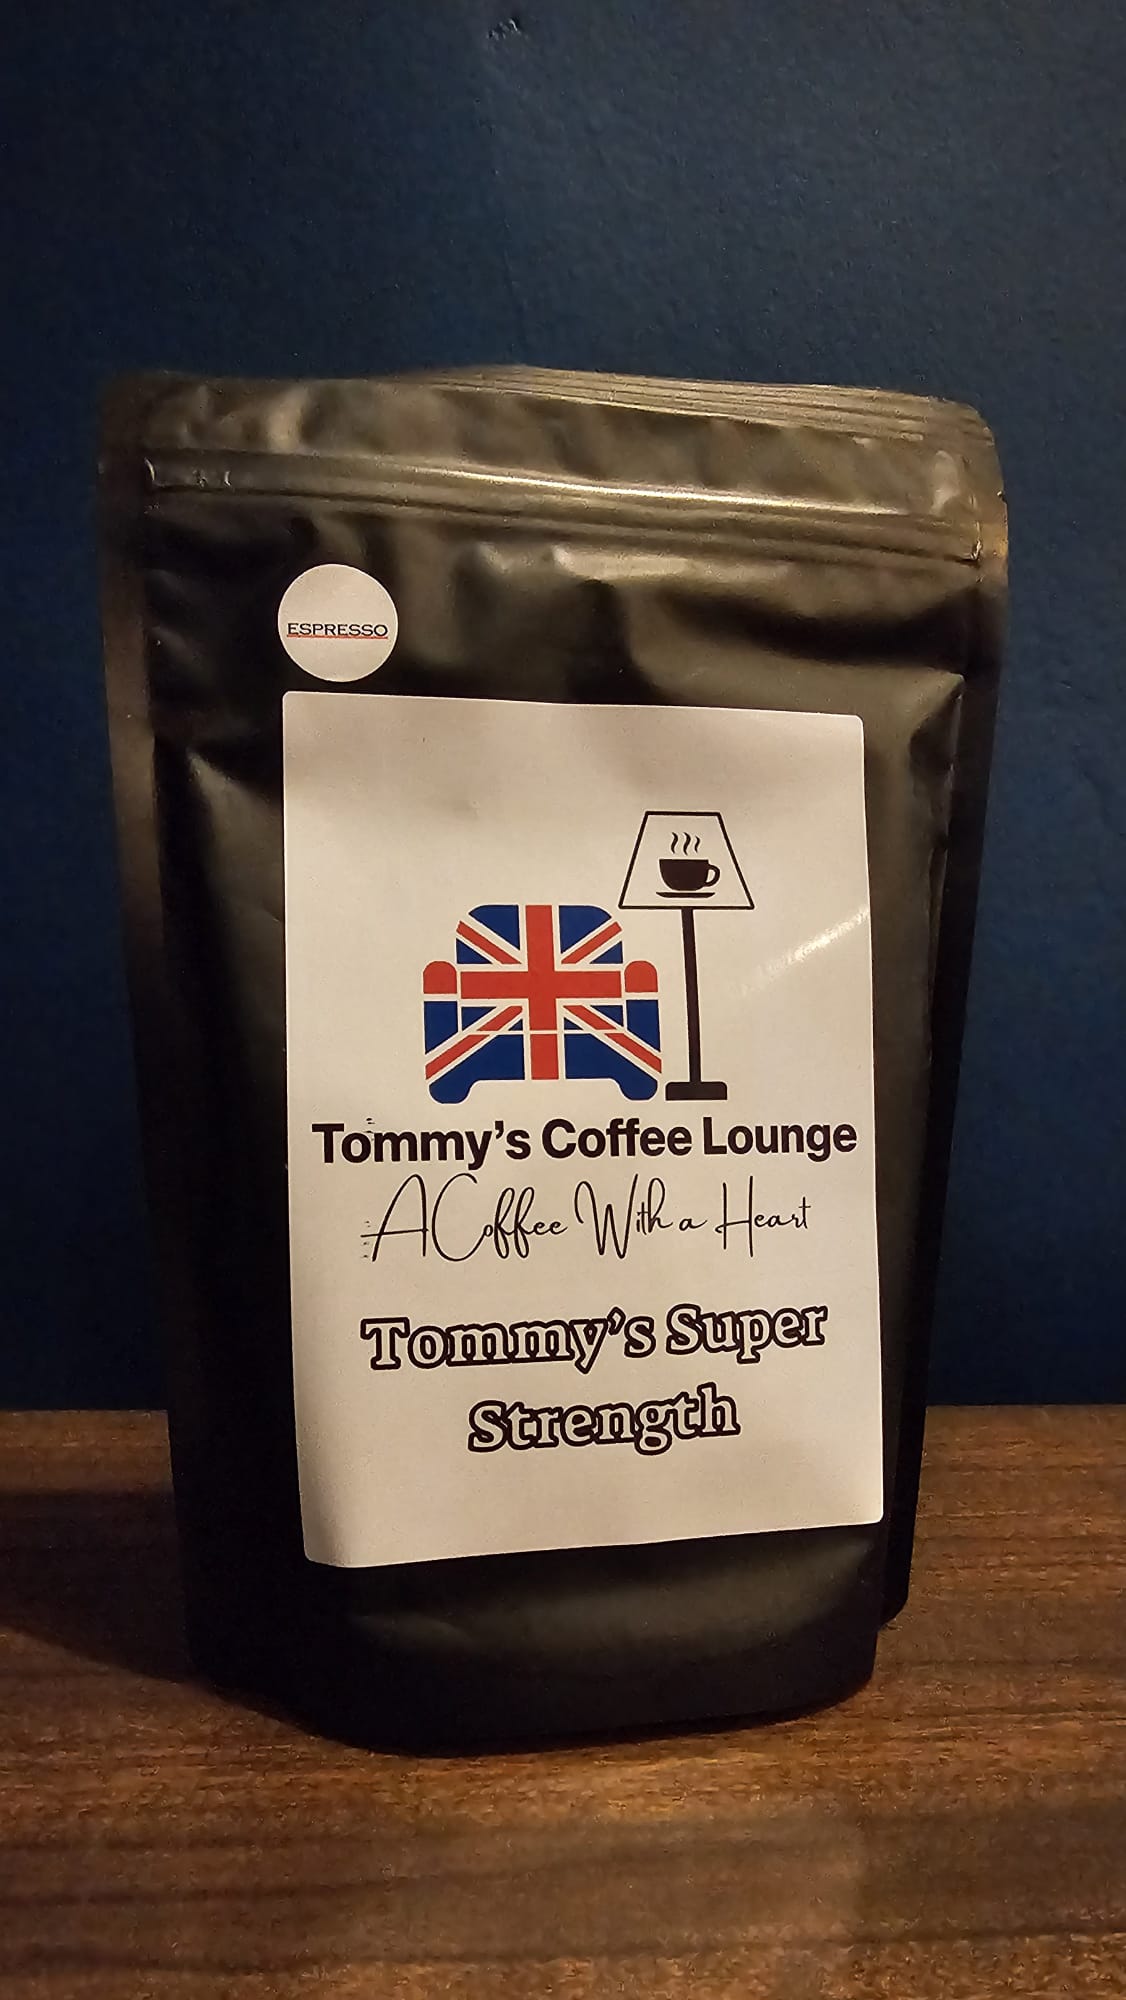 ESPRESSO
Tommy's Coffee Lounge
A Coffee With a Heart
Tommy's Super
Strength